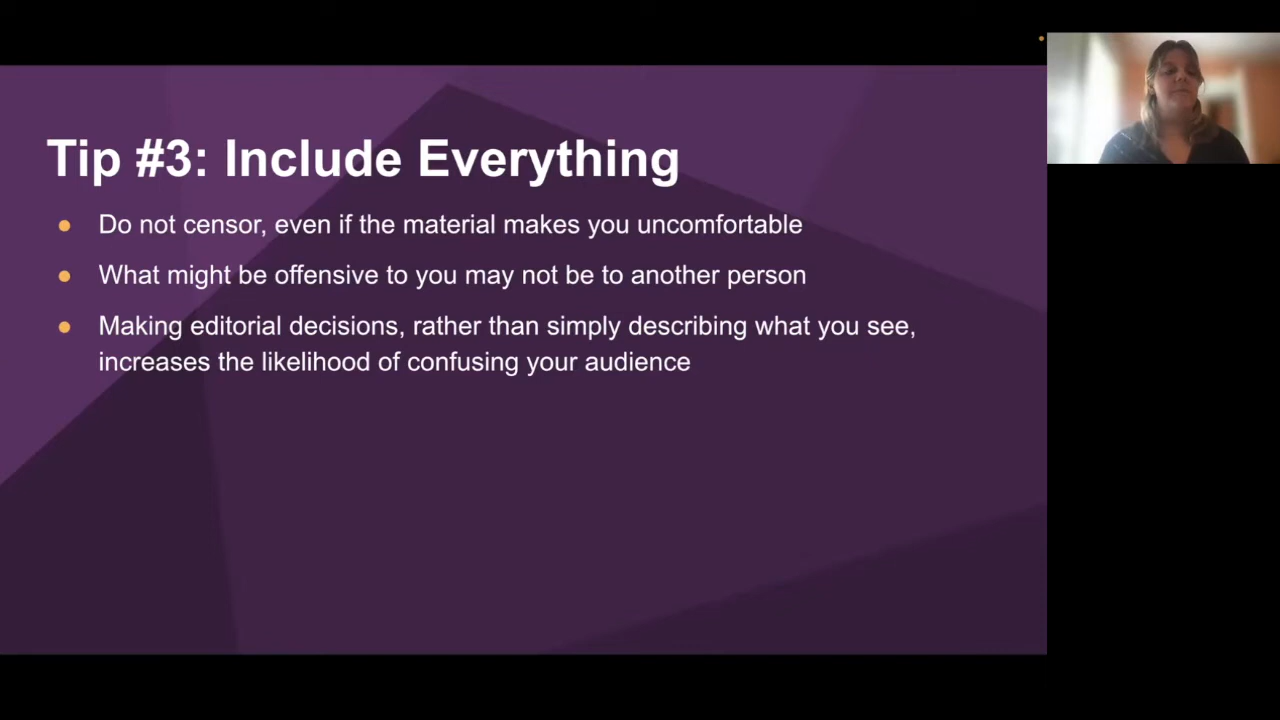 Tip #3: Include Everything
Do not censor, even if the material makes you uncomfortable
What might be offensive to you may not be to another person
Making editorial decisions, rather than simply describing what you see,
increases the likelihood of confusing your audience